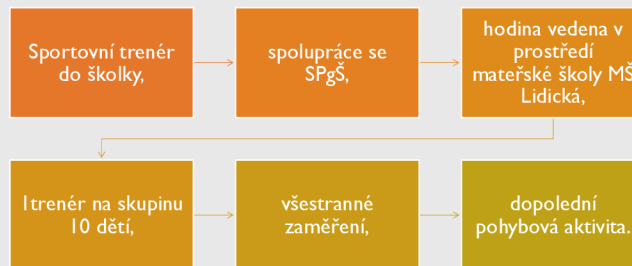 Sportovní trenér
do školky,
spolupráce se
SPgŠ,
hodina vedena v
prostředí
mateřské školy MŠ
Lidická,
1trenér na skupinu
10 dětí,
všestranné
zaměření,
dopolední
pohybová aktivita.